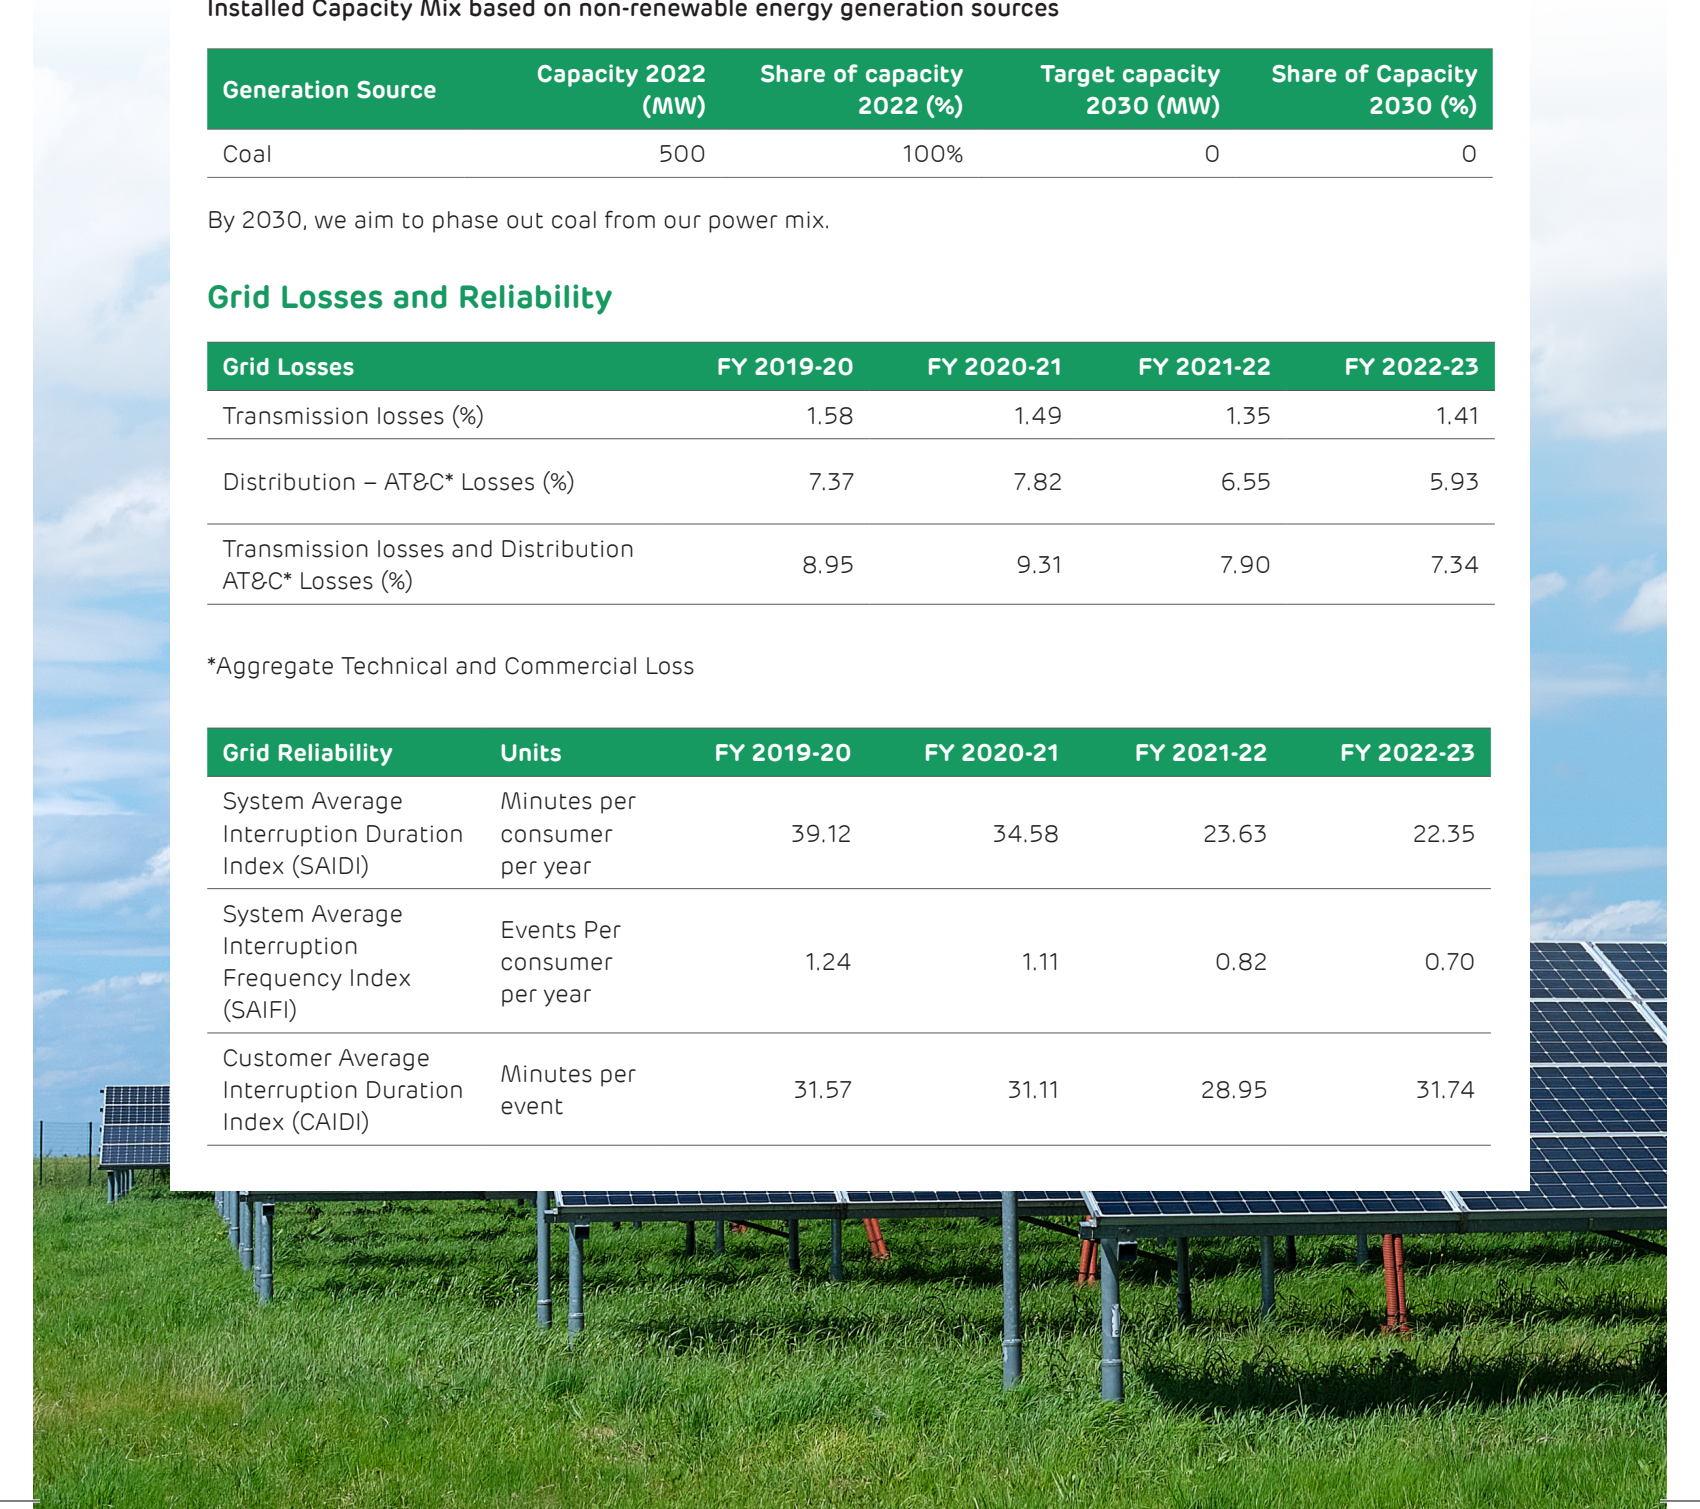 Installed Capacity Mix based on non-renewable energy generation sources
Generation Source Capacity 2022 (MW) Share of capacity 2022 (%) Target capacity 2030 (MW) Share of Capacity 2030 (%)
Coal 500 100% 0 0
By 2030, we aim to phase out coal from our power mix.
Grid Losses and Reliability
Grid Losses FY 2019-20 FY 2020-21 FY 2021-22 FY 2022-23
Transmission losses (%) 1.58 1.49 1.35 1.41
Distribution – AT&C* Losses (%) 7.37 7.82 6.55 5.93
Transmission losses and Distribution AT&C* Losses (%) 8.95 9.31 7.90 7.34
*Aggregate Technical and Commercial Loss
Grid Reliability Units FY 2019-20 FY 2020-21 FY 2021-22 FY 2022-23
System Average Interruption Duration Index (SAIDI) Minutes per consumer per year 39.12 34.58 23.63 22.35
System Average Interruption Frequency Index (SAIFI) Events Per consumer per year 1.24 1.11 0.82 0.70
Customer Average Interruption Duration Index (CAIDI) Minutes per event 31.57 31.11 28.95 31.74